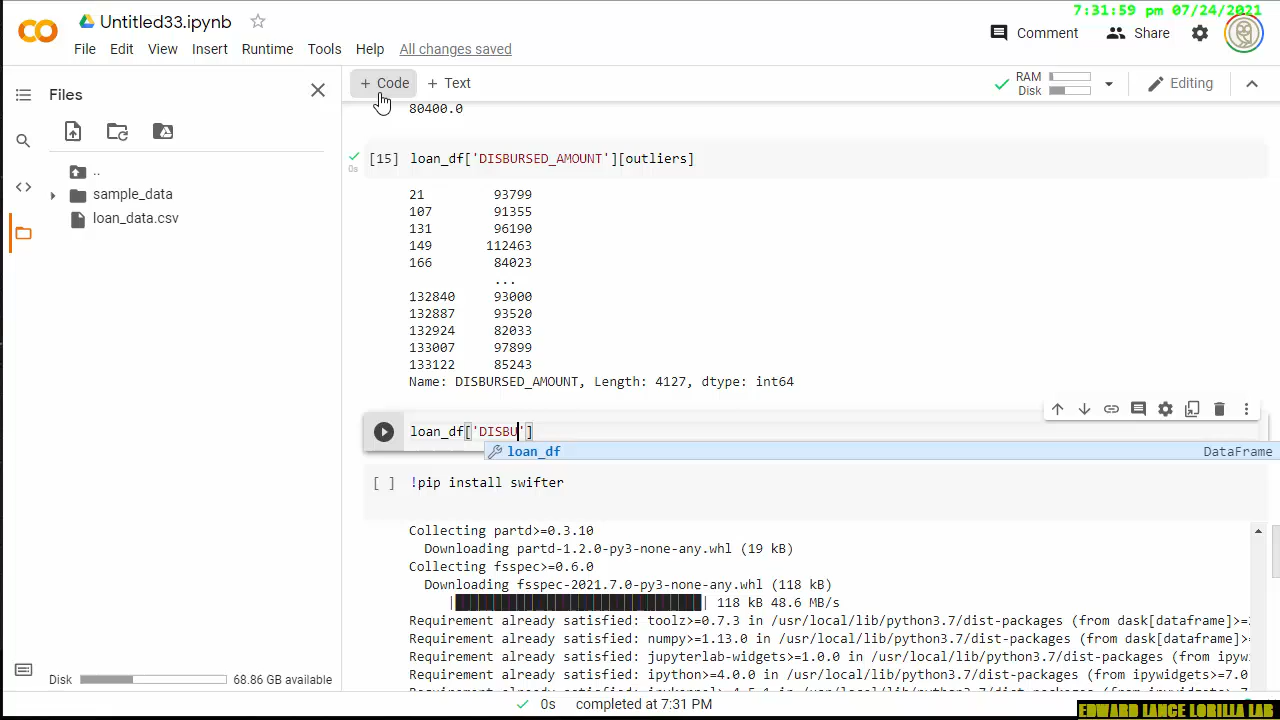 7:31:59 pm 07/24/2021
Untitled33.ipynb
File Edit View Insert Runtime Tools Help All changes saved
Comment Share
Files
+ Code + Text
RAM
Disk
Editing
80400.0
..
sample_data
loan_data.csv
[15] loan_df['DISBURSED_AMOUNT'][outliers]
0s
21 93799
107 91355
131 96190
149 112463
166 84023
...
132840 93000
132887 93520
132924 82033
133007 97899
133122 85243
Name: DISBURSED_AMOUNT, Length: 4127, dtype: int64
loan_df['DISBU']
loan_df DataFrame
[ ] !pip install swifter
Collecting partd>=0.3.10
Downloading partd-1.2.0-py3-none-any.whl (19 kB)
Collecting fsspec>=0.6.0
Downloading fsspec-2021.7.0-py3-none-any.whl (118 kB)
|████████████████████████████████| 118 kB 48.6 MB/s
Requirement already satisfied: toolz>=0.7.3 in /usr/local/lib/python3.7/dist-packages (from dask[dataframe]>=
Requirement already satisfied: numpy>=1.13.0 in /usr/local/lib/python3.7/dist-packages (from dask[dataframe]>
Requirement already satisfied: jupyterlab-widgets>=1.0.0 in /usr/local/lib/python3.7/dist-packages (from ipyw
Requirement already satisfied: ipython>=4.0.0 in /usr/local/lib/python3.7/dist-packages (from ipywidgets>=7.0
Disk 68.86 GB available
0s completed at 7:31 PM
EDWARD LANCE LORILLA LAB